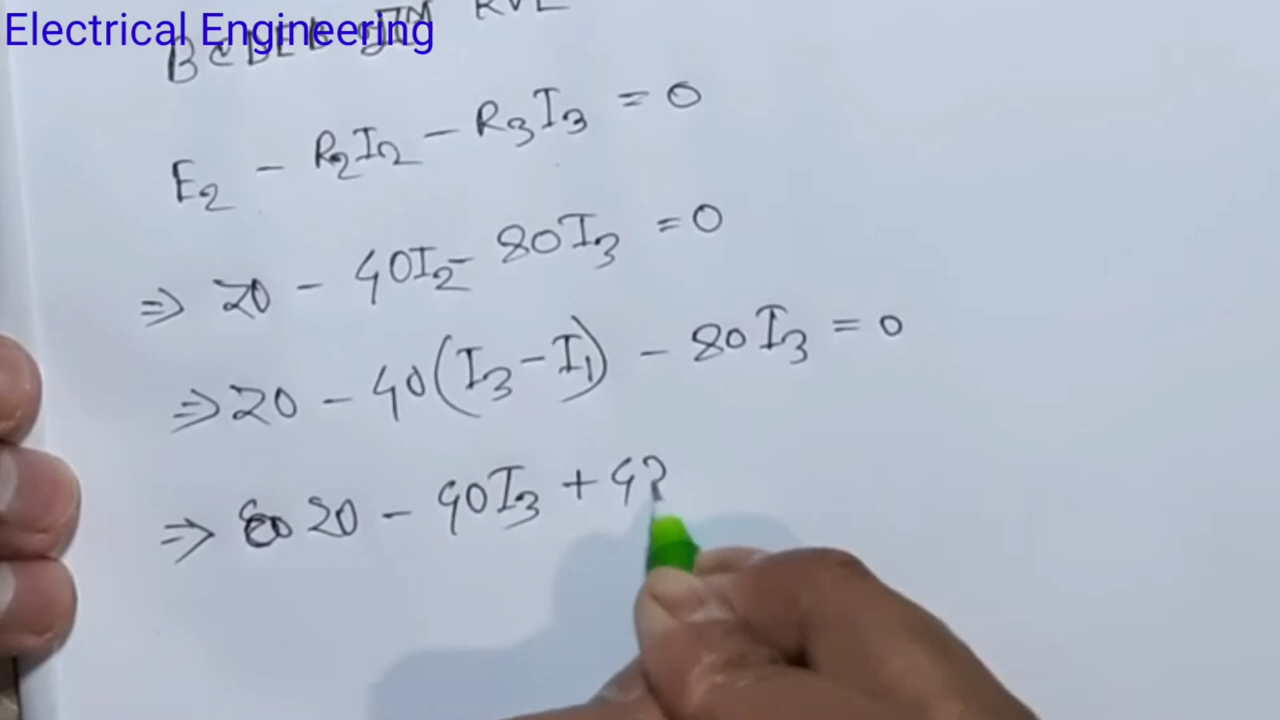 Electrical Engineering
E₂ - R₂I₂ - R₃I₃ = 0
⇒ 20 - 40I₂ - 80I₃ = 0
⇒ 20 - 40(I₃ - I₁) - 80I₃ = 0
⇒ 20 - 40I₃ + 4